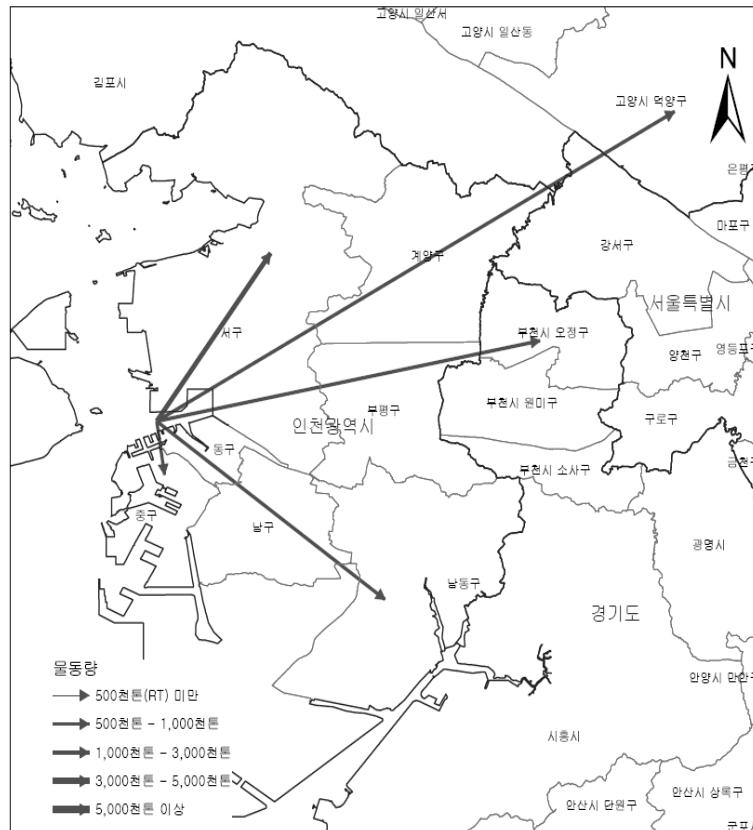 고양시 일산서
고양시 일산동
김포시
고양시 덕양구
N
은평구
마포구
강서구
계양구
서울특별시
서구
부천시 오정구
영등포구
양천구
부평구
부천시 원미구
인천광역시
구로구
동구
부천시 소사구
금천구
중구
남구
광명시
남동구
경기도
물동량
500천톤(RT) 미만
500천톤 - 1,000천톤
1,000천톤 - 3,000천톤
3,000천톤 - 5,000천톤
5,000천톤 이상
안양시 만안구
시흥시
안산시 상록구
안산시 단원구
군포